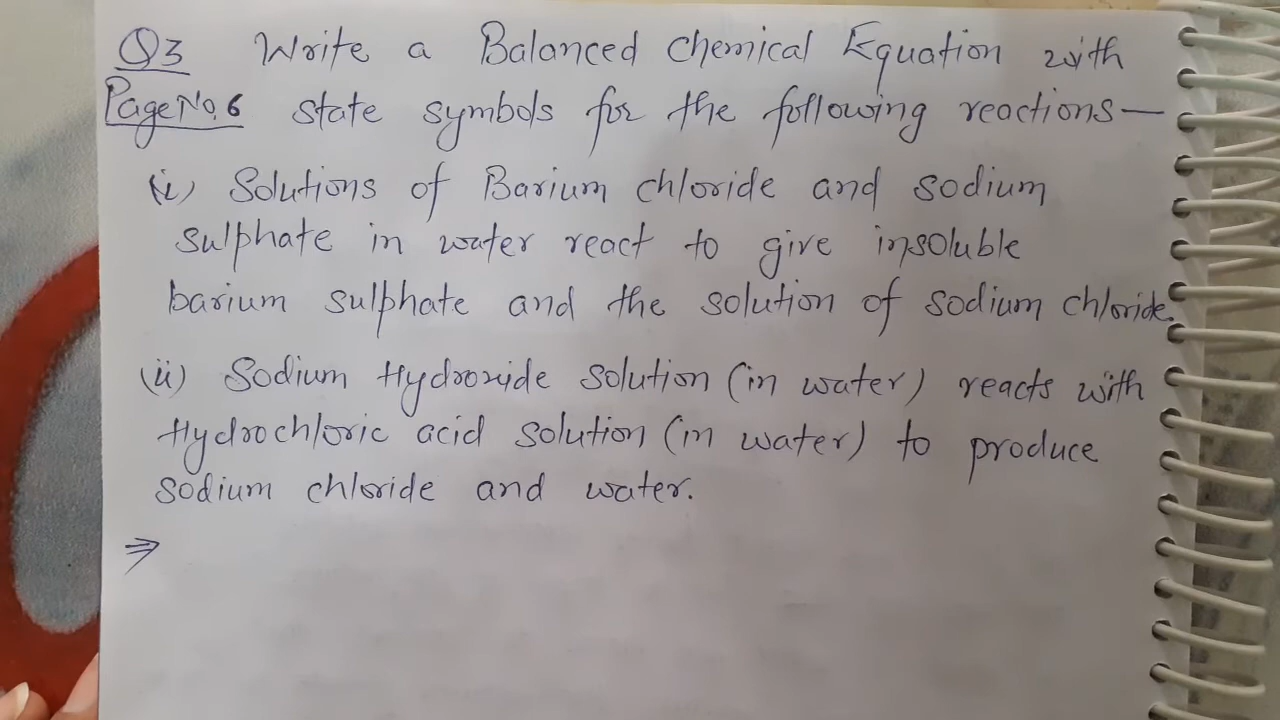 Q3 Write a Balanced Chemical Equation with
Page No. 6 state symbols for the following reactions—
(i) Solutions of Barium chloride and sodium
sulphate in water react to give insoluble
barium sulphate and the solution of sodium chloride.
(ii) Sodium Hydroxide solution (in water) reacts with
Hydrochloric acid solution (in water) to produce
sodium chloride and water.
⇒